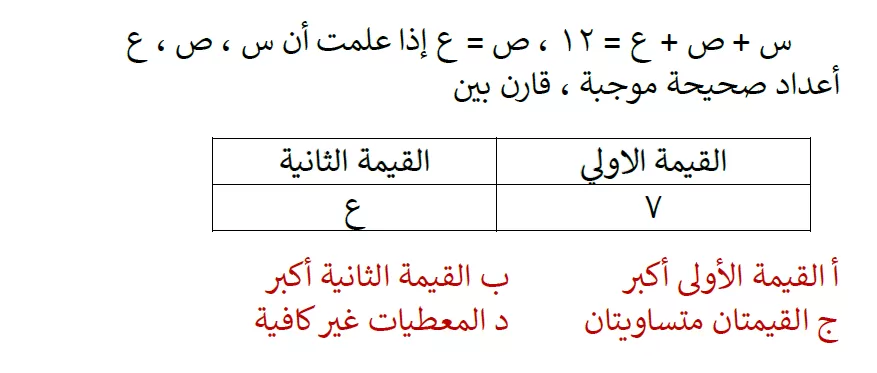 س + ص + ع = ١٢ ، ص = ع إذا علمت أن س ، ص ، ع
أعداد صحيحة موجبة ، قارن بين
القيمة الاولي القيمة الثانية
٧ ع
أ القيمة الأولى أكبر ب القيمة الثانية أكبر
ج القيمتان متساويتان د المعطيات غير كافية